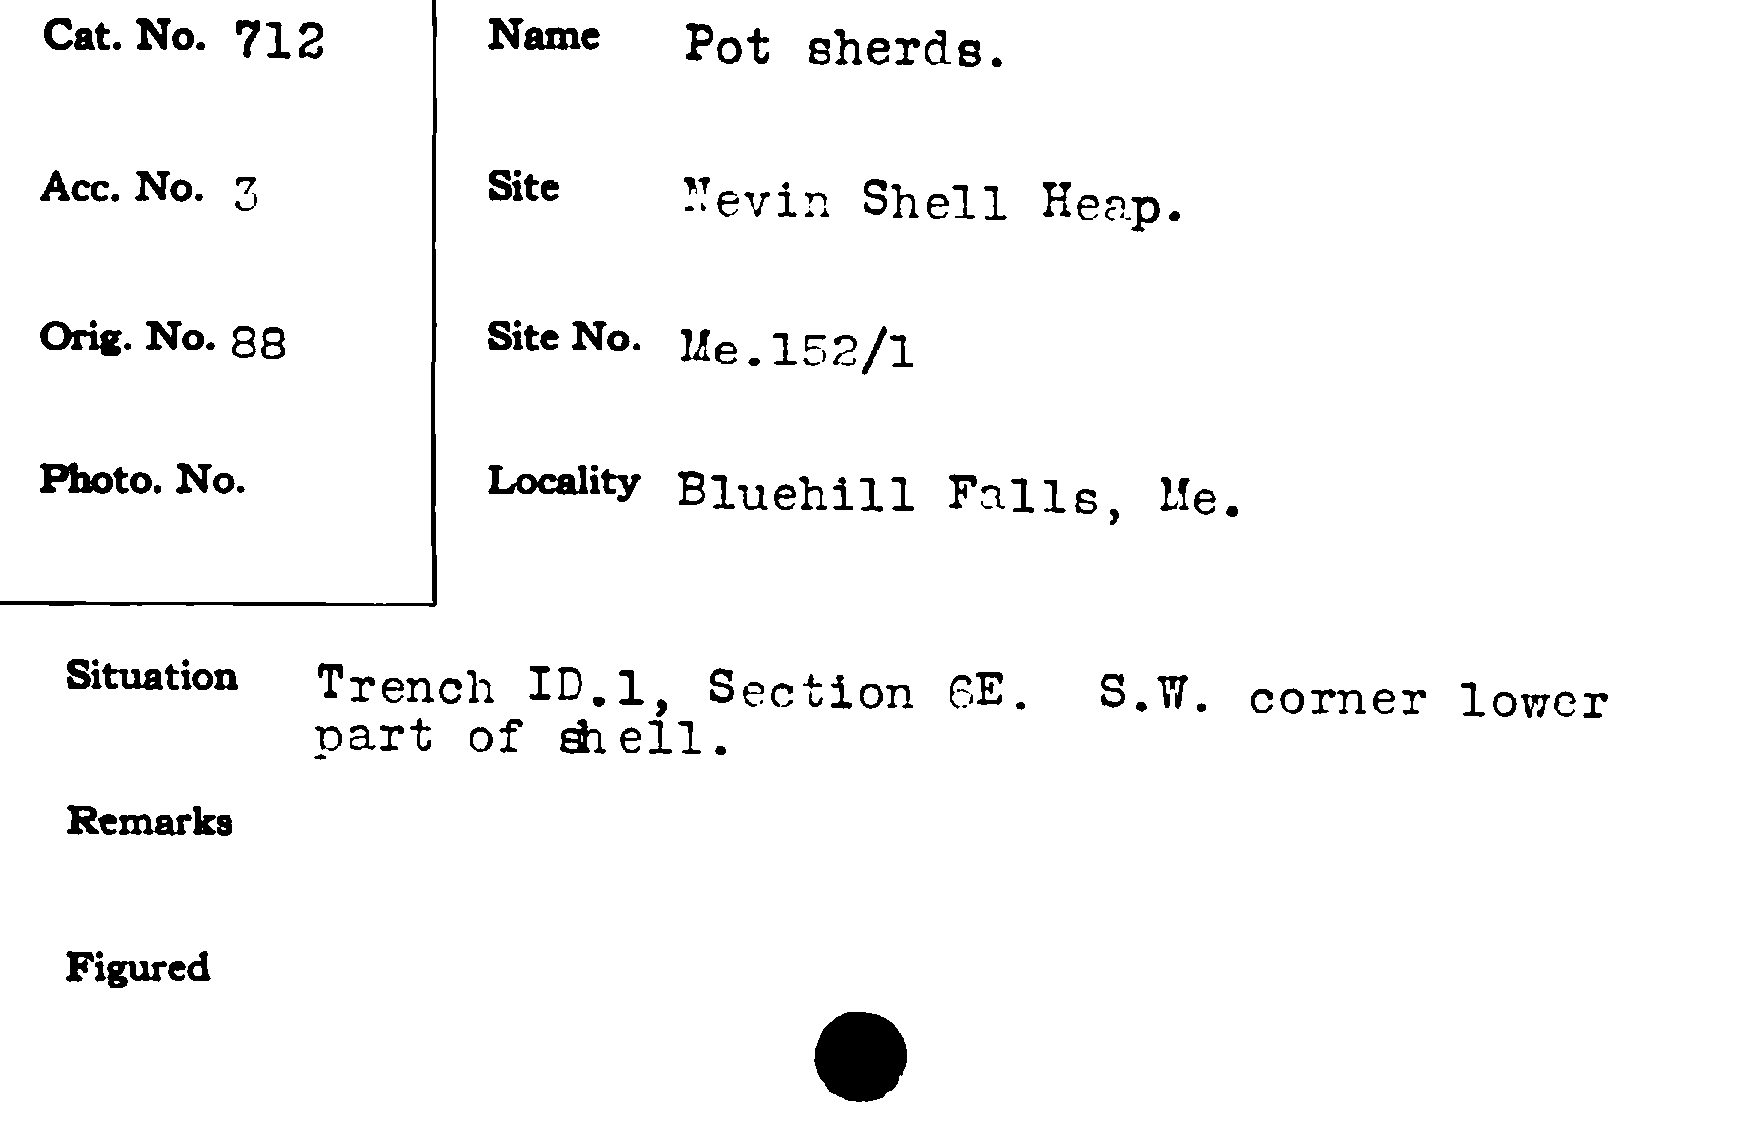 Cat. No. 712
Name Pot sherds.
Acc. No. 3
Site Nevin Shell Heap.
Orig. No. 88
Site No. Me.152/1
Photo. No.
Locality Bluehill Falls, Me.
Situation Trench ID.1, Section 6E. S.W. corner lower
part of shell.
Remarks
Figured